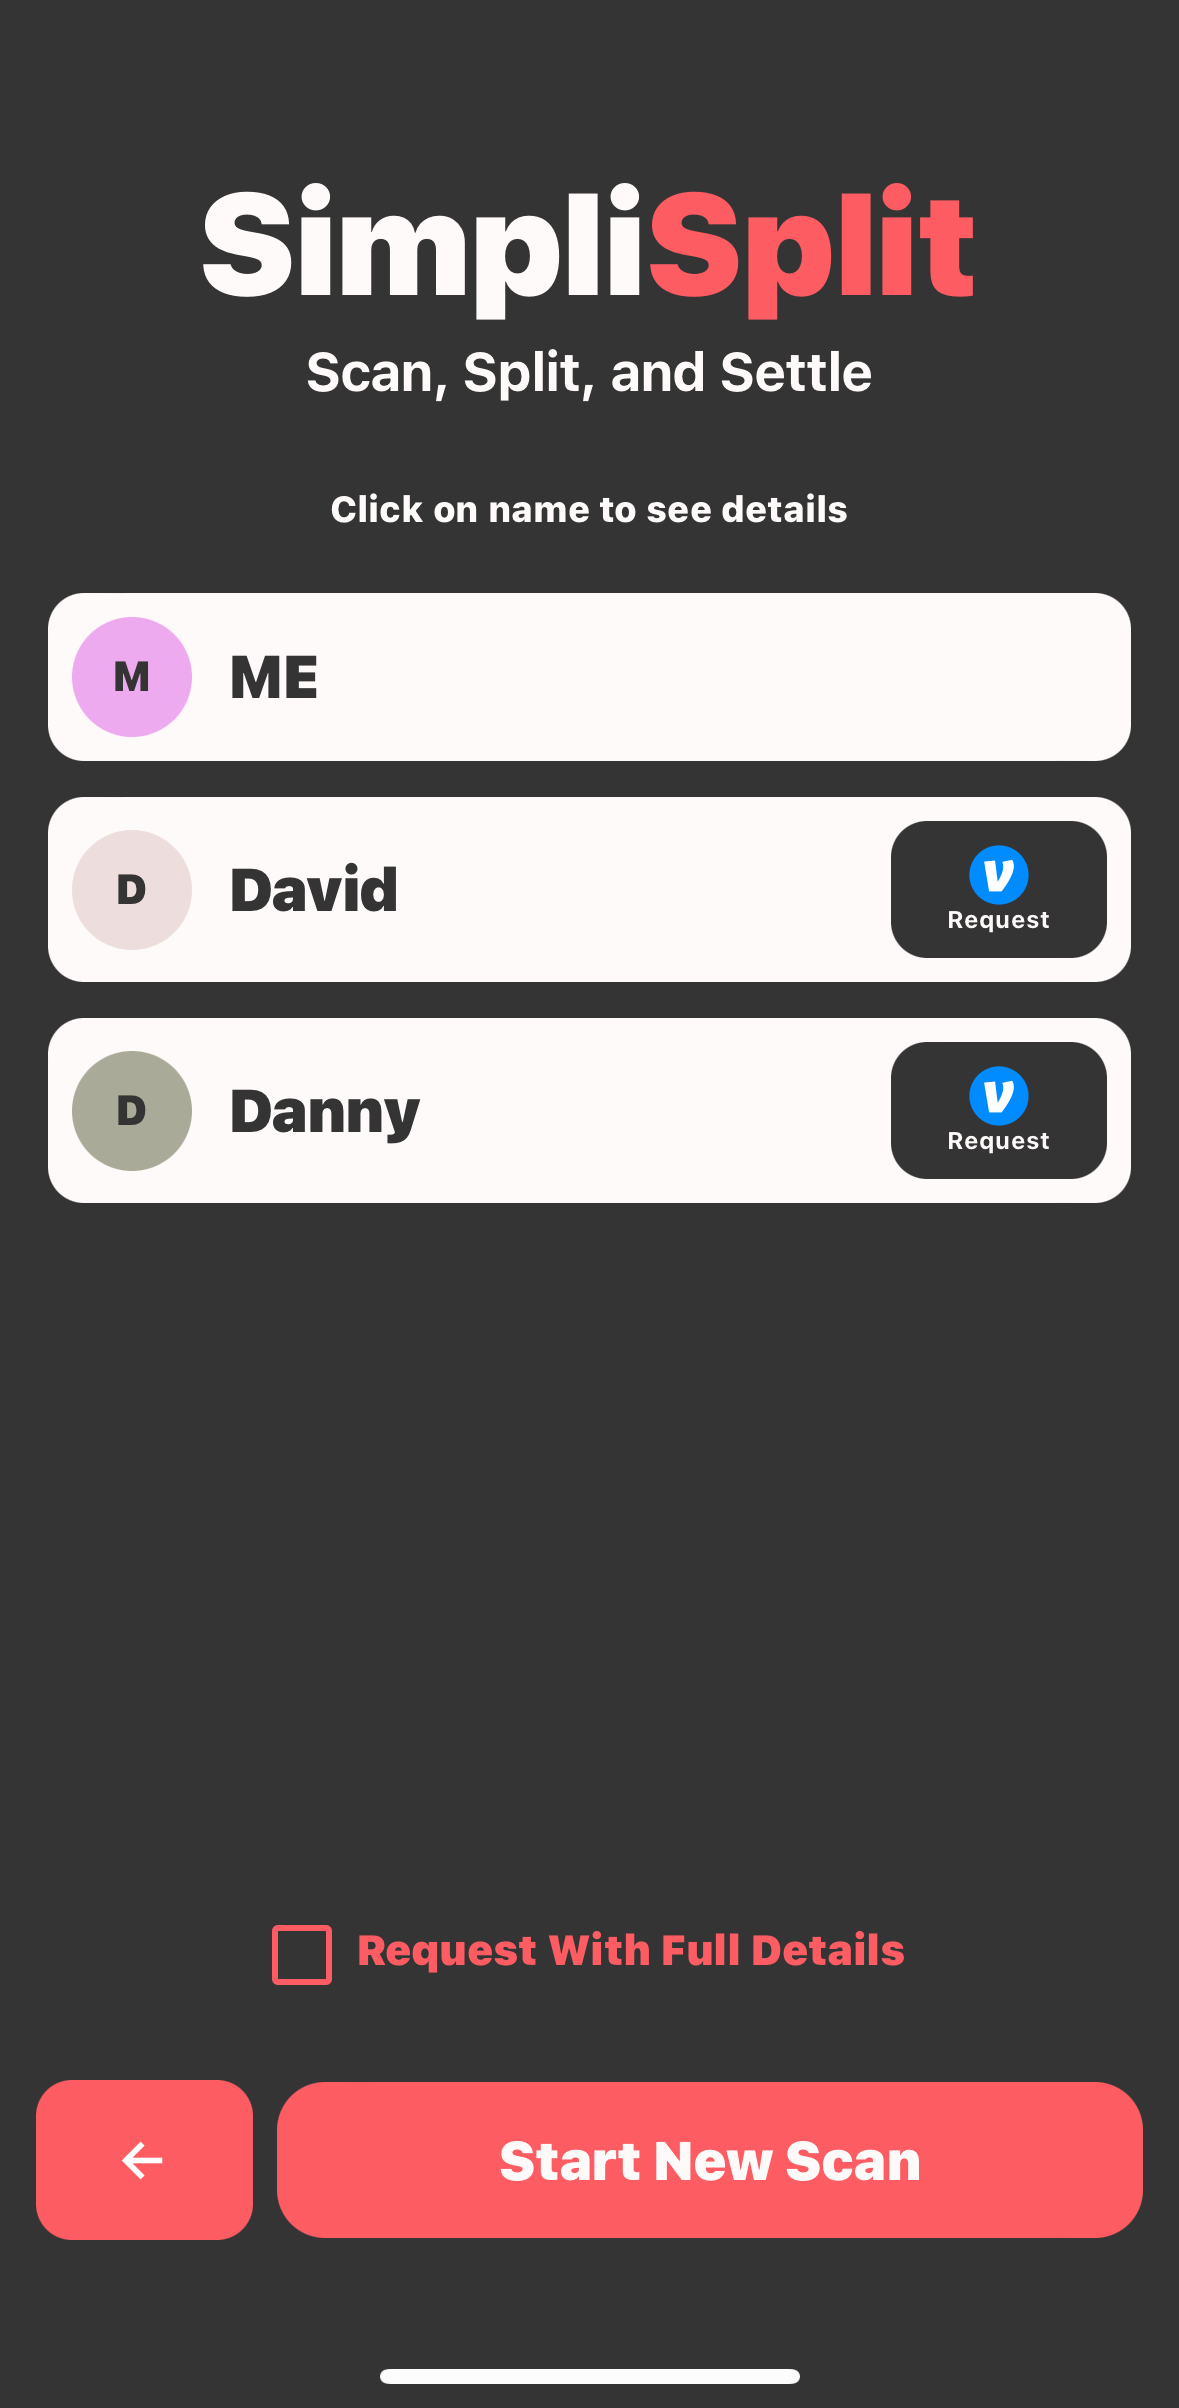 SimpliSplit
Scan, Split, and Settle
Click on name to see details
M ME
D David
Request
D Danny
Request
Request With Full Details
← Start New Scan